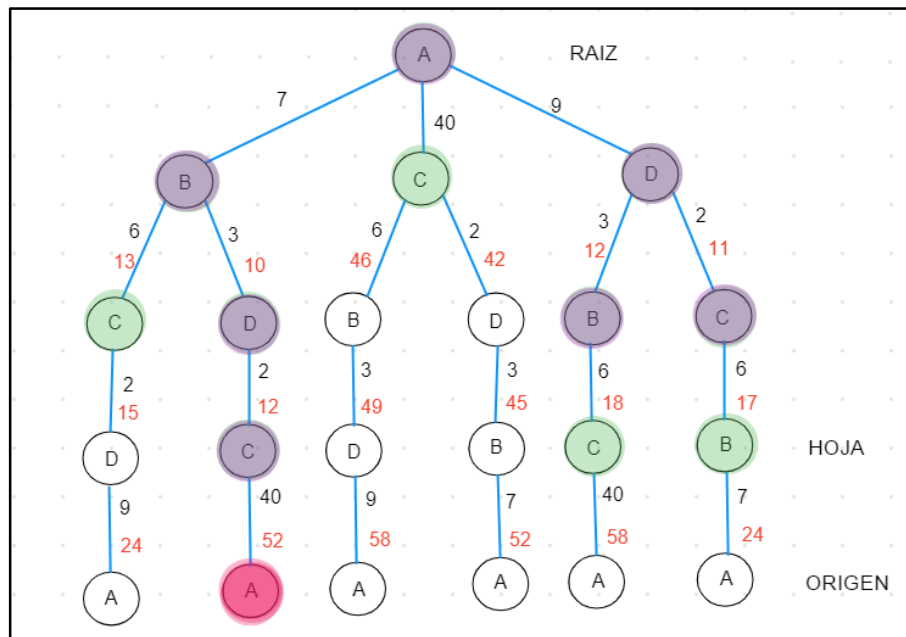 A RAIZ
7 40 9
B C D
6 3 6 2 3 2
13 10 46 42 12 11
C D B D B C
2 2 3 3 6 6
15 12 49 45 18 17
D C D B C B HOJA
9 40 9 7 40 7
24 52 58 52 58 24
A A A A A A ORIGEN